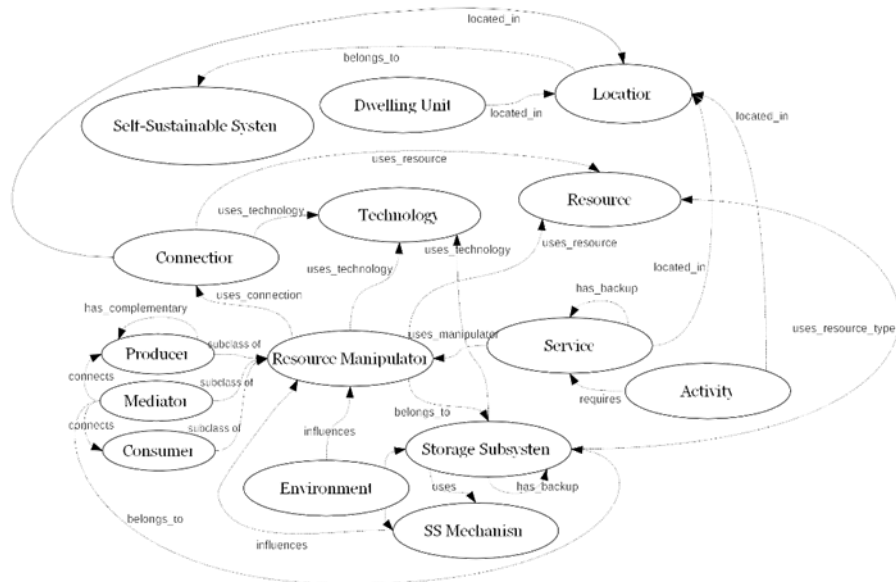 located_in
belongs_to
Location
Dwelling Unit
located_in
Self-Sustainable System
located_in
uses_resource
Resource
Technology
uses_technology
uses_technology
uses_resource
Connection
uses_technology
located_in
uses_connection
has_backup
has_complementary
uses_manipulator
uses_resource_type
Producer
subclass of
Resource Manipulator
Service
connects
subclass of
Activity
Mediator
requires
subclass of
belongs_to
connects
influences
Consumer
Storage Subsystem
Environment
uses
has_backup
belongs_to
SS Mechanism
influences